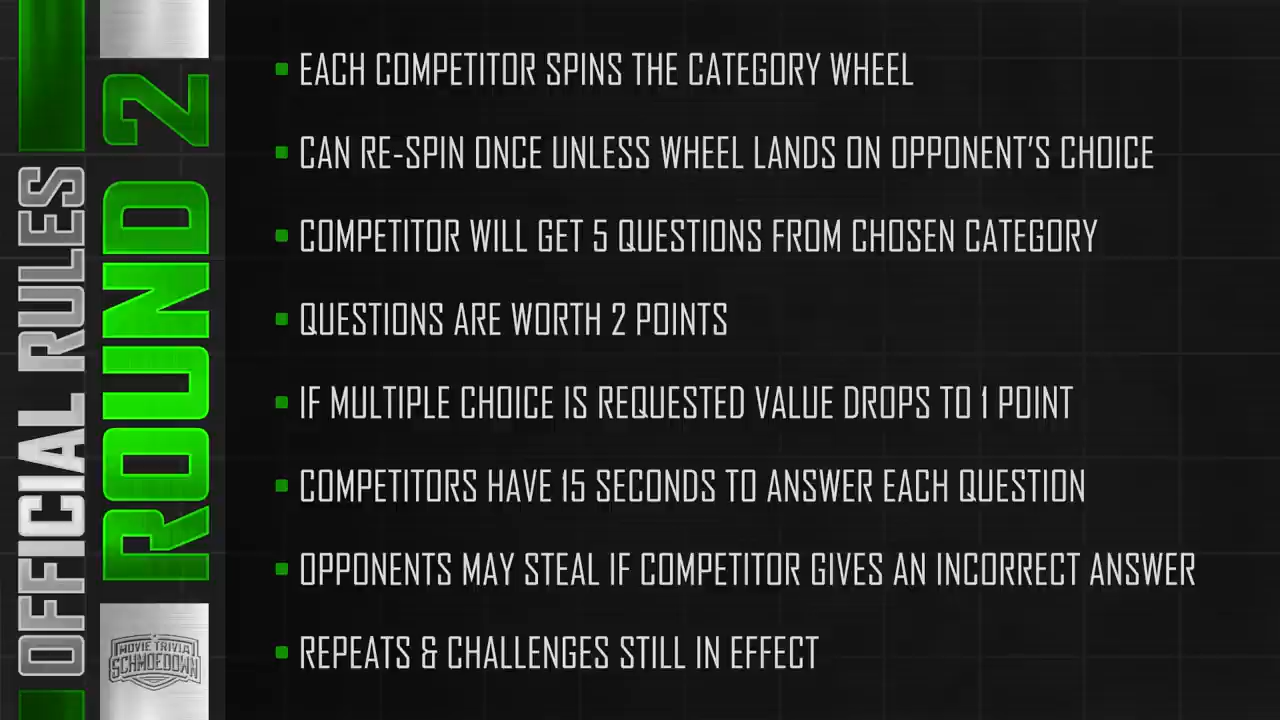 OFFICIAL RULES
ROUND 2
EACH COMPETITOR SPINS THE CATEGORY WHEEL
CAN RE-SPIN ONCE UNLESS WHEEL LANDS ON OPPONENT'S CHOICE
COMPETITOR WILL GET 5 QUESTIONS FROM CHOSEN CATEGORY
QUESTIONS ARE WORTH 2 POINTS
IF MULTIPLE CHOICE IS REQUESTED VALUE DROPS TO 1 POINT
COMPETITORS HAVE 15 SECONDS TO ANSWER EACH QUESTION
OPPONENTS MAY STEAL IF COMPETITOR GIVES AN INCORRECT ANSWER
REPEATS & CHALLENGES STILL IN EFFECT
MOVIE TRIVIA
SCHMOEDOWN